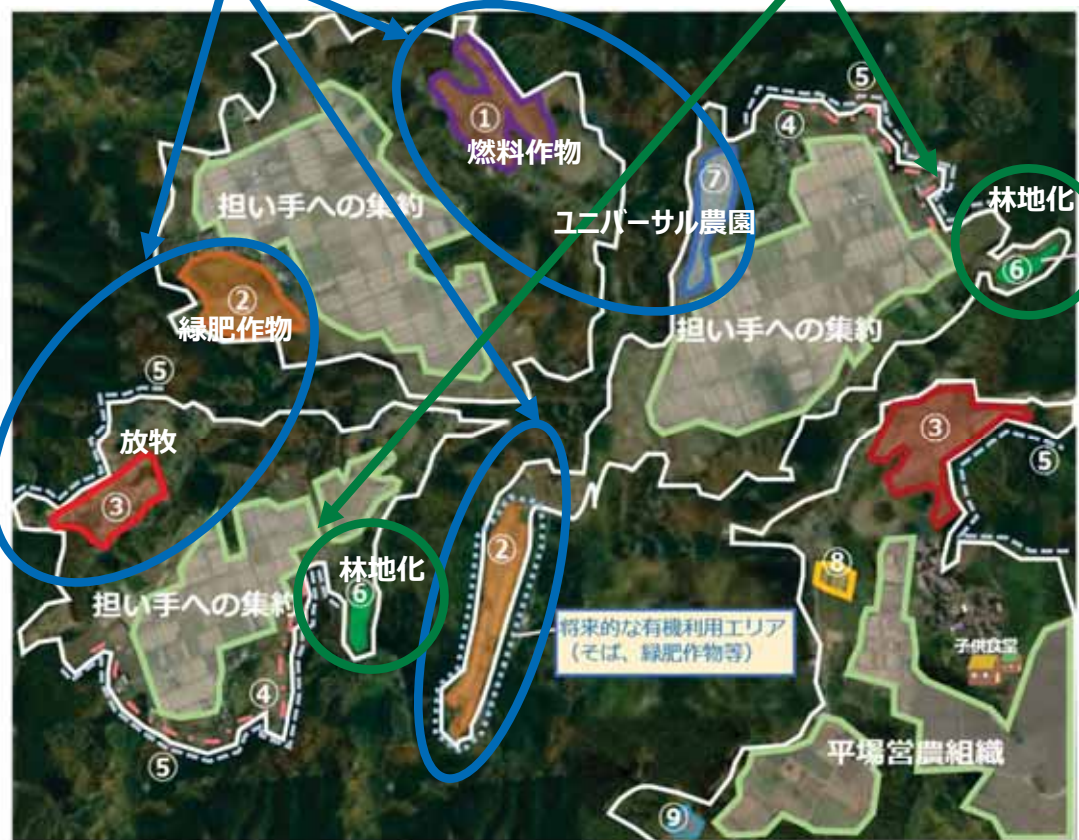 ①
燃料作物
⑤
④
⑦
ユニバーサル農園
担い手への集約
林地化
⑥
②
緑肥作物
担い手への集約
⑤
放牧
③
③
⑤
②
林地化
⑥
担い手への集約
⑧
将来的な有機利用エリア
（そば、緑肥作物等）
子供食堂
④
⑤
平場営農組織
⑨